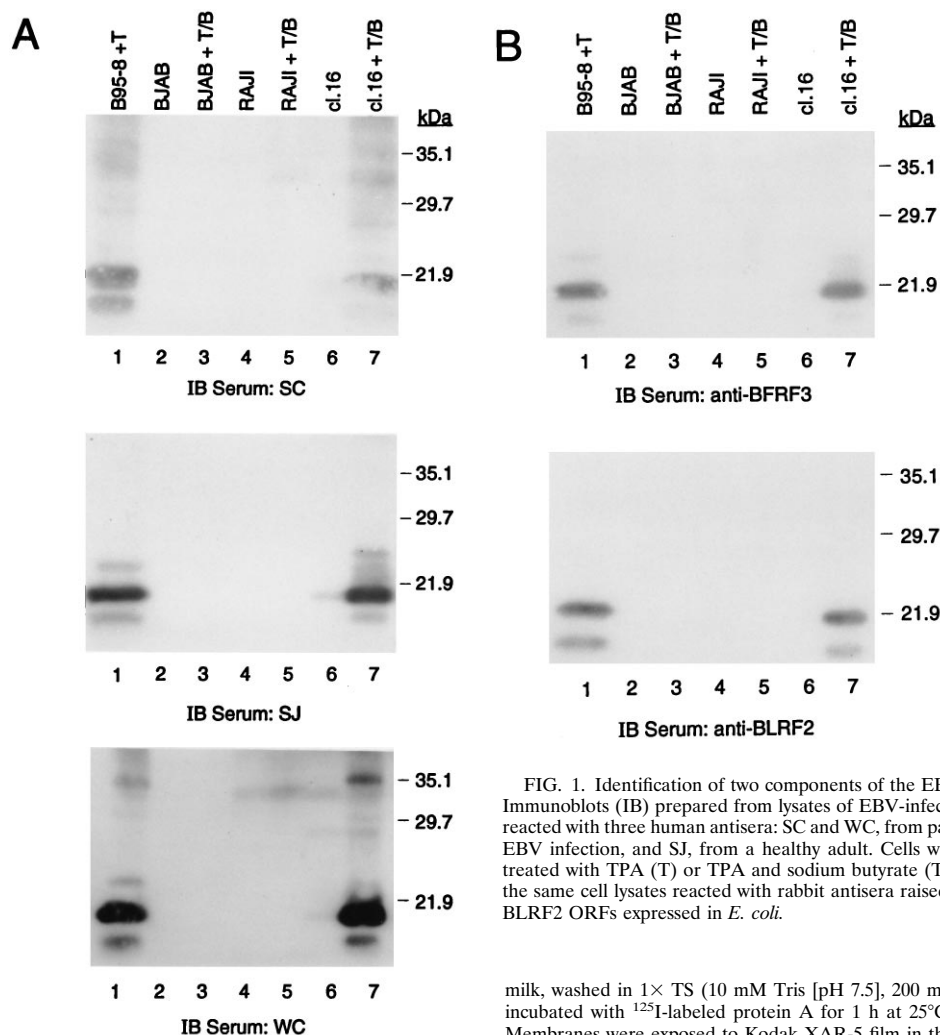 A
B95-8 +T
BJAB
BJAB + T/B
RAJI
RAJI + T/B
cl.16
cl.16 + T/B
kDa
35.1
29.7
21.9
1 2 3 4 5 6 7
IB Serum: SC
35.1
29.7
21.9
1 2 3 4 5 6 7
IB Serum: SJ
35.1
29.7
21.9
1 2 3 4 5 6 7
IB Serum: WC
B
B95-8 +T
BJAB
BJAB + T/B
RAJI
RAJI + T/B
cl.16
cl.16 + T/B
kDa
35.1
29.7
21.9
1 2 3 4 5 6 7
IB Serum: anti-BFRF3
35.1
29.7
21.9
1 2 3 4 5 6 7
IB Serum: anti-BLRF2
FIG. 1. Identification of two components of the
Immunoblots (IB) prepared from lysates of
reacted with three human antisera: SC and WC, from
EBV infection, and SJ, from a healthy adult. Cells
treated with TPA (T) or TPA and sodium butyrate
the same cell lysates reacted with rabbit antisera
BLRF2 ORFs expressed in E. coli.
milk, washed in 1× TS (10 mM Tris [pH 7.5], 200
incubated with ¹²⁵I-labeled protein A for 1 h at
Membranes were exposed to Kodak XAR-5 film in